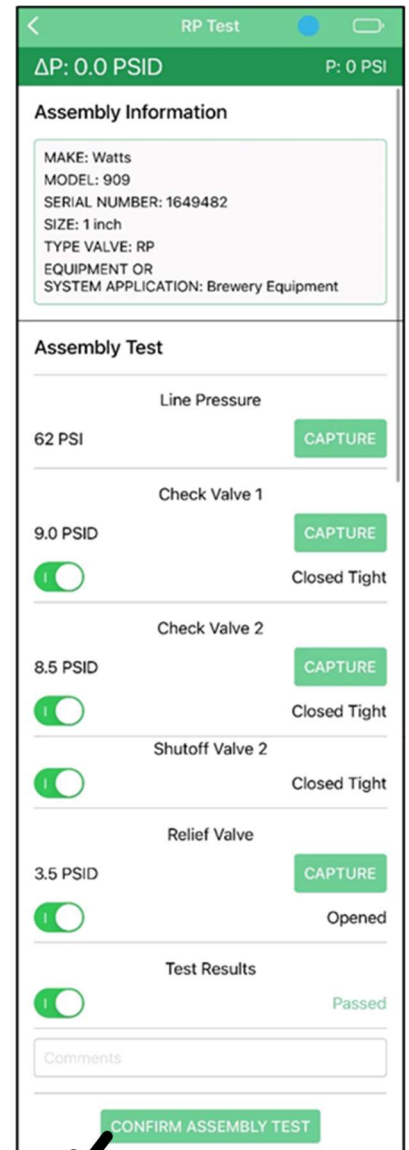 RP Test
ΔP: 0.0 PSID P: 0 PSI
Assembly Information
MAKE: Watts
MODEL: 909
SERIAL NUMBER: 1649482
SIZE: 1 inch
TYPE VALVE: RP
EQUIPMENT OR
SYSTEM APPLICATION: Brewery Equipment
Assembly Test
Line Pressure
62 PSI CAPTURE
Check Valve 1
9.0 PSID CAPTURE
Closed Tight
Check Valve 2
8.5 PSID CAPTURE
Closed Tight
Shutoff Valve 2
Closed Tight
Relief Valve
3.5 PSID CAPTURE
Opened
Test Results
Passed
Comments
CONFIRM ASSEMBLY TEST